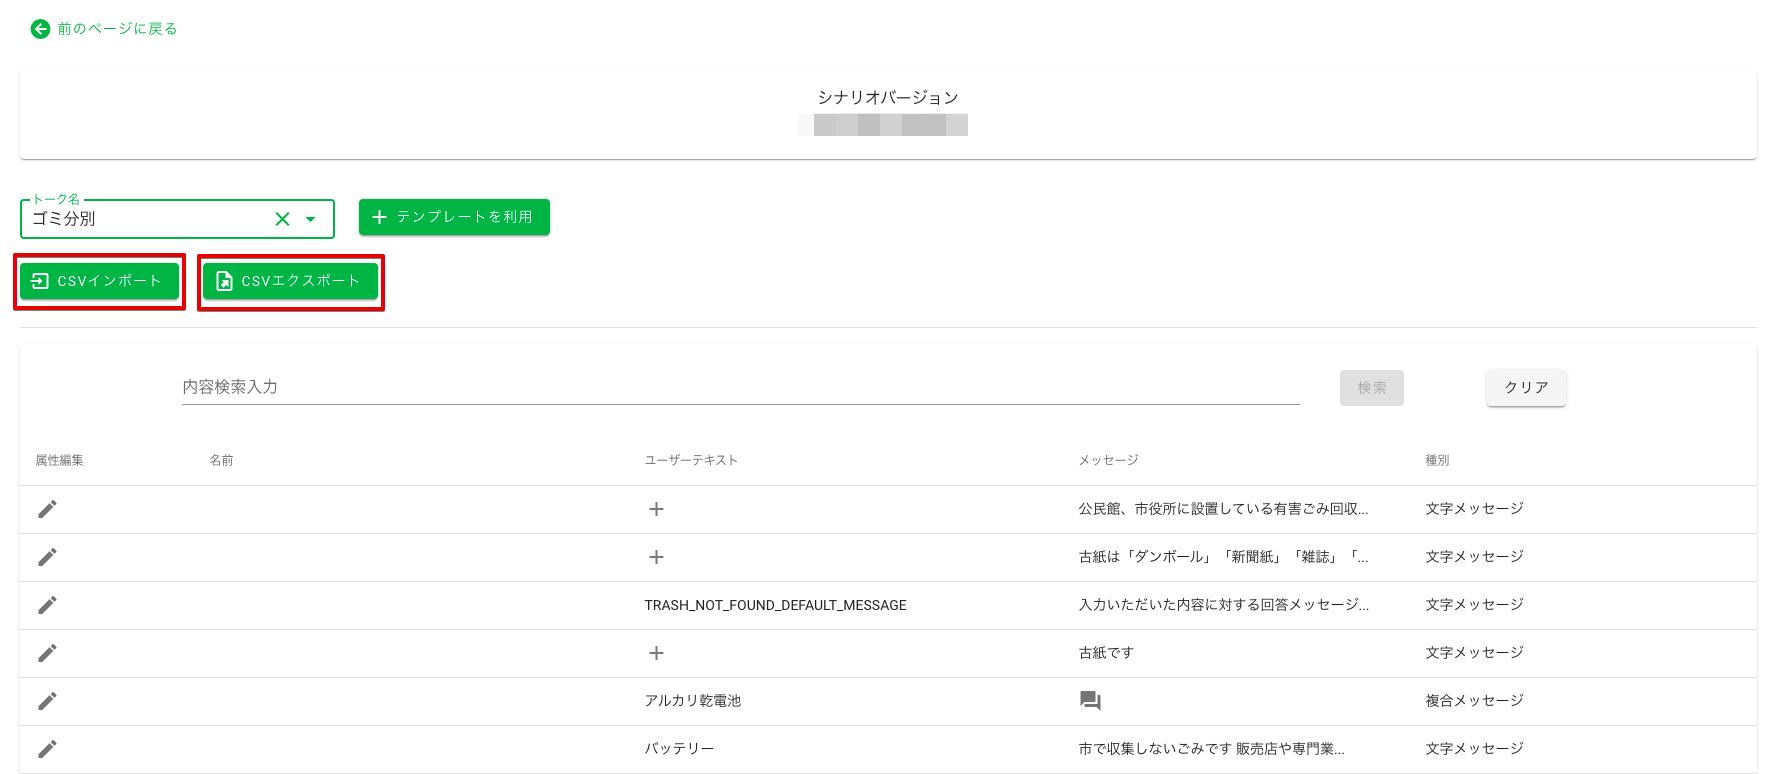 前のページに戻る
シナリオバージョン
トーク名
ゴミ分別
テンプレートを利用
CSVインポート CSVエクスポート
内容検索入力 検索 クリア
属性編集 名前 ユーザーテキスト メッセージ 種別
公民館、市役所に設置している有害ごみ回収... 文字メッセージ
古紙は「ダンボール」「新聞紙」「雑誌」「... 文字メッセージ
TRASH_NOT_FOUND_DEFAULT_MESSAGE 入力いただいた内容に対する回答メッセージ... 文字メッセージ
古紙です 文字メッセージ
アルカリ乾電池 複合メッセージ
バッテリー 市で収集しないごみです 販売店や専門業... 文字メッセージ